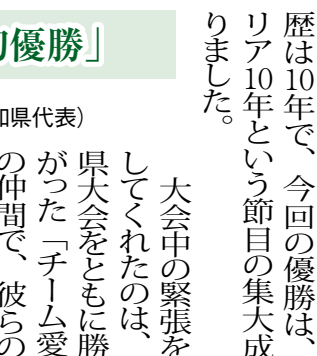 歴は10年で、今回の優勝は、
リア10年という節目の集大成
りました。
優勝」
県代表）
大会中の緊張を
してくれたのは、
県大会をともに勝
がった「チーム愛
の仲間で、彼らの